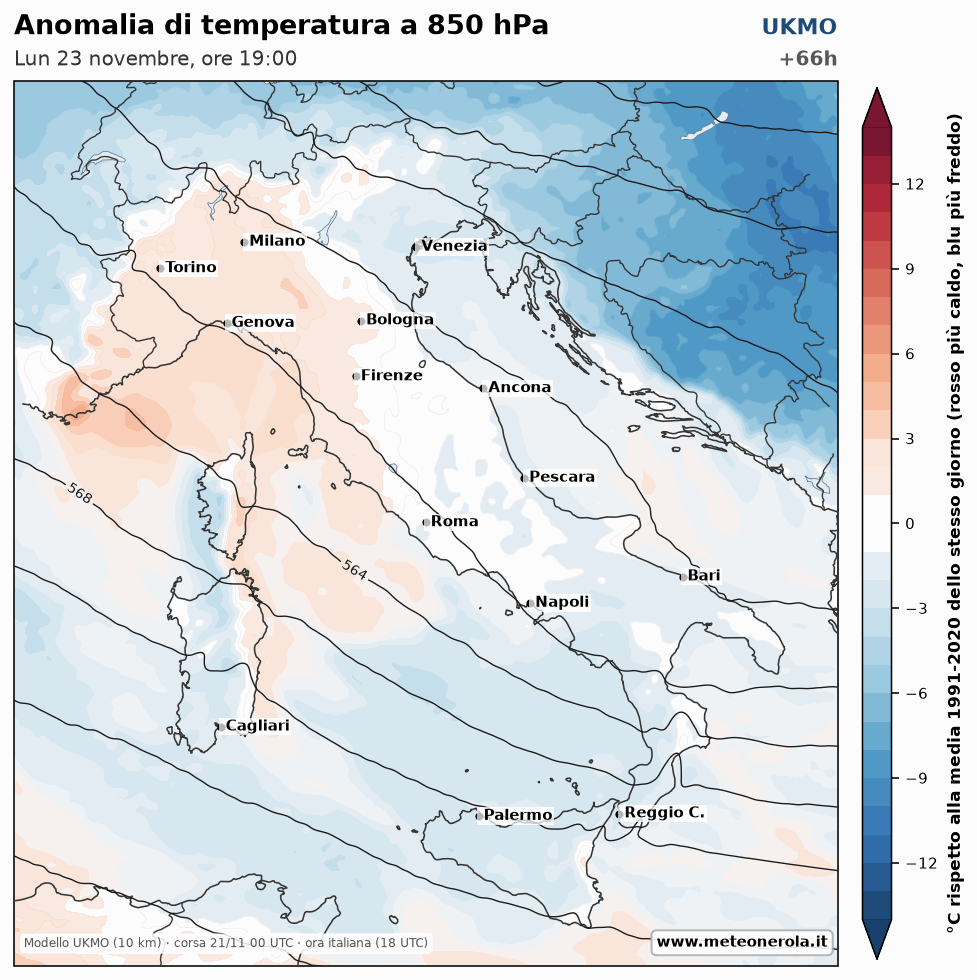 Anomalia di temperatura a 850 hPa
UKMO
Lun 23 novembre, ore 19:00
+66h
Milano
Venezia
Torino
Genova
Bologna
Firenze
Ancona
568
Pescara
Roma
564
Bari
Napoli
Cagliari
Palermo
Reggio C.
Modello UKMO (10 km) · corsa 21/11 00 UTC · ora italiana (18 UTC)
www.meteonerola.it
12
9
6
3
0
−3
−6
−9
−12
°C rispetto alla media 1991-2020 dello stesso giorno (rosso più caldo, blu più freddo)